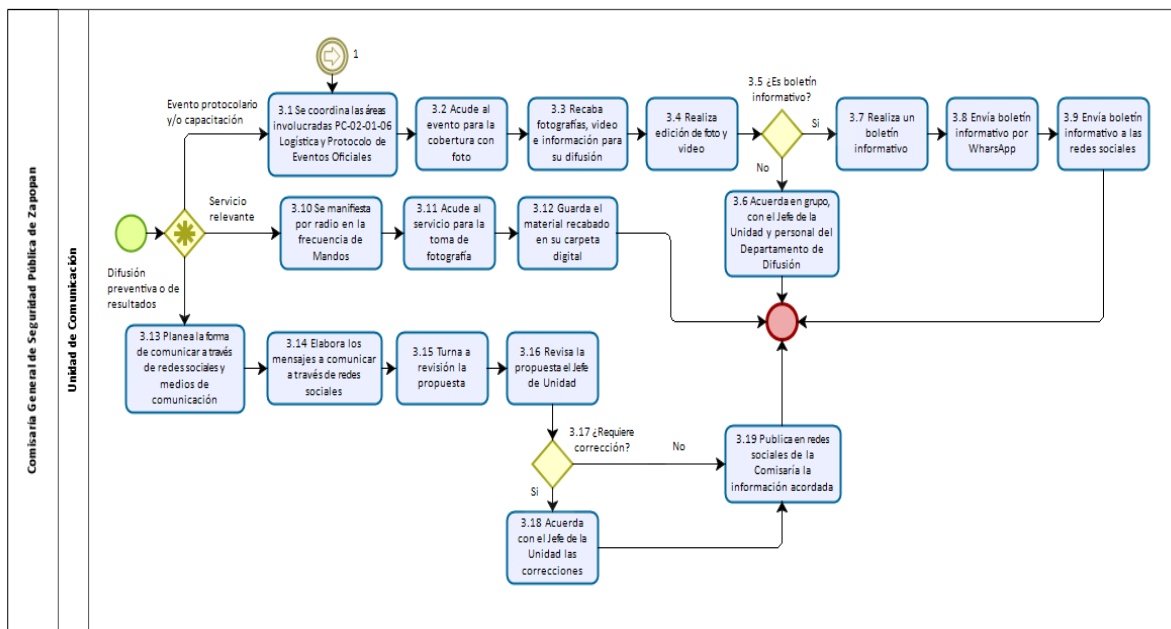 Comisaría General de Seguridad Pública de Zapopan
Unidad de Comunicación
1
Evento protocolario
y/o capacitación
3.1 Se coordina las áreas
involucradas PC-02-01-06
Logística y Protocolo de
Eventos Oficiales
3.2 Acude al
evento para la
cobertura con
foto
3.3 Recaba
fotografías, video
e información para
su difusión
3.4 Realiza
edición de foto y
video
3.5 ¿Es boletín
informativo?
Si
No
3.7 Realiza un
boletín
informativo
3.8 Envía boletín
informativo por
WharsApp
3.9 Envía boletín
informativo a las
redes sociales
3.6 Acuerda en grupo,
con el Jefe de la
Unidad y personal del
Departamento de
Difusión
Servicio
relevante
3.10 Se manifiesta
por radio en la
frecuencia de
Mandos
3.11 Acude al
servicio para la
toma de
fotografía
3.12 Guarda el
material recabado
en su carpeta
digital
Difusión
preventiva o de
resultados
3.13 Planea la forma
de comunicar a través
de redes sociales y
medios de
comunicación
3.14 Elabora los
mensajes a comunicar
a través de redes
sociales
3.15 Turna a
revisión la
propuesta
3.16 Revisa la
propuesta el Jefe
de Unidad
3.17 ¿Requiere
corrección?
No
Si
3.18 Acuerda
con el Jefe de la
Unidad las
correcciones
3.19 Publica en redes
sociales de la
Comisaría la
información acordada